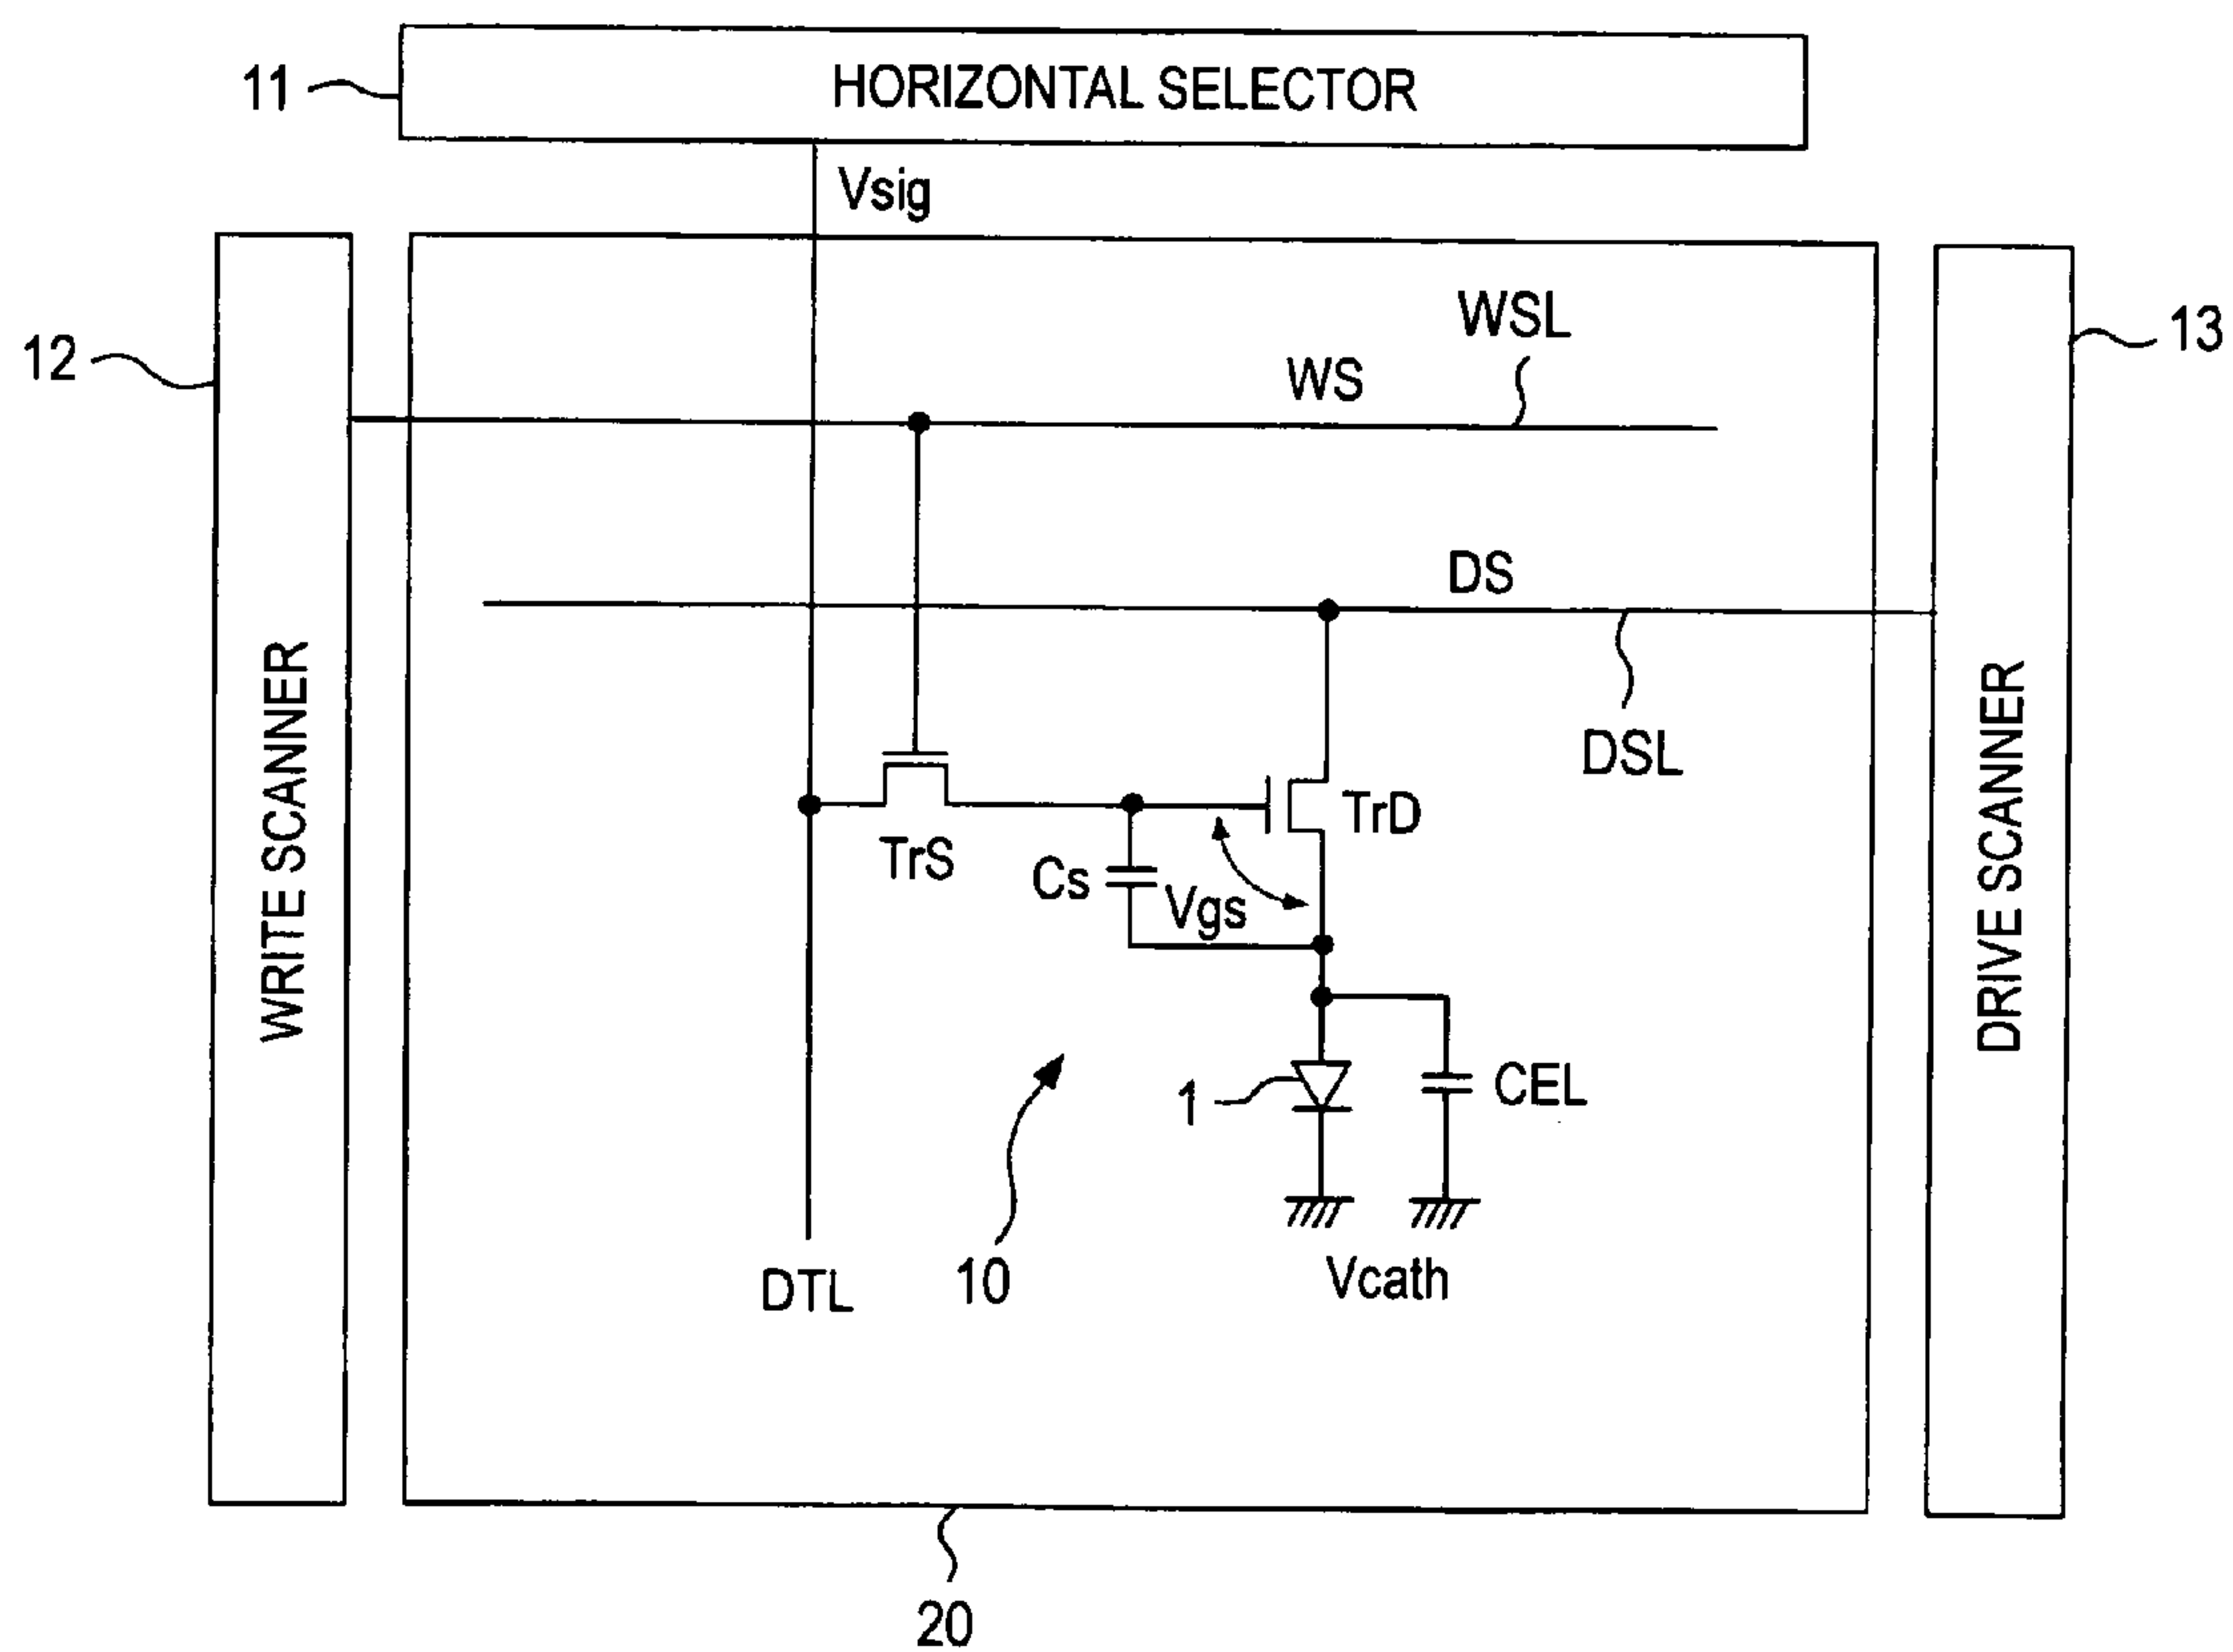 11
HORIZONTAL SELECTOR
Vsig
12
WRITE SCANNER
WSL
WS
13
DRIVE SCANNER
DS
DSL
TrS
TrD
Cs
Vgs
1
CEL
DTL
10
Vcath
20